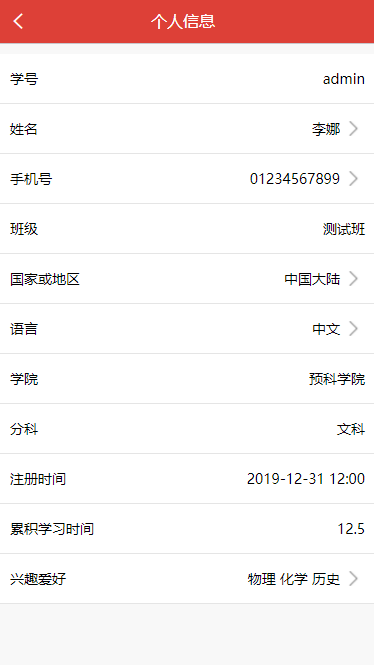 个人信息
学号 admin
姓名 李娜
手机号 01234567899
班级 测试班
国家或地区 中国大陆
语言 中文
学院 预科学院
分科 文科
注册时间 2019-12-31 12:00
累积学习时间 12.5
兴趣爱好 物理 化学 历史